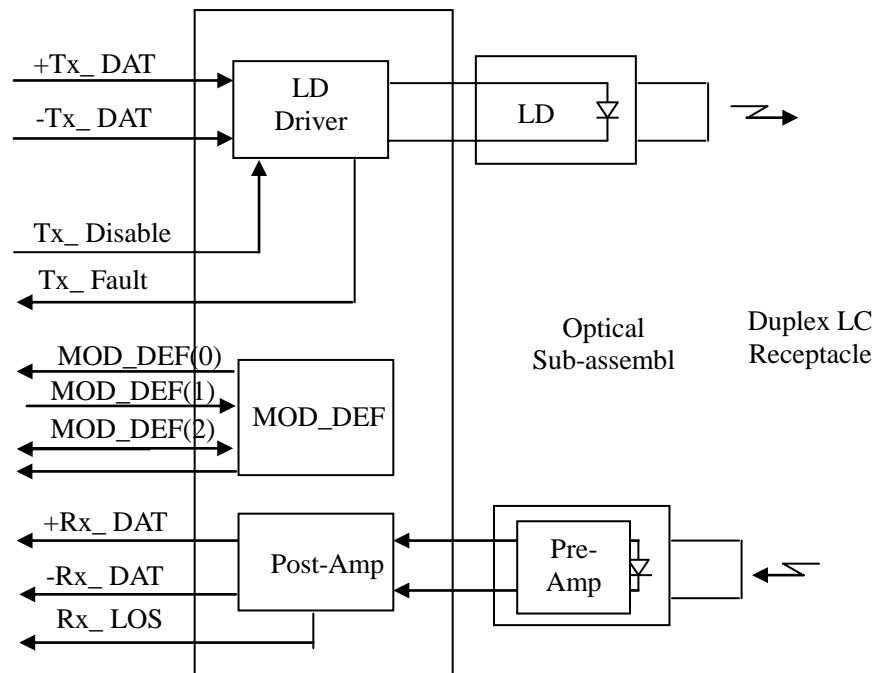 +Tx_ DAT
-Tx_ DAT
LD
Driver
LD
Tx_ Disable
Tx_ Fault
Optical
Sub-assembl
Duplex LC
Receptacle
MOD_DEF(0)
MOD_DEF(1)
MOD_DEF(2)
MOD_DEF
+Rx_ DAT
-Rx_ DAT
Rx_ LOS
Post-Amp
Pre-
Amp